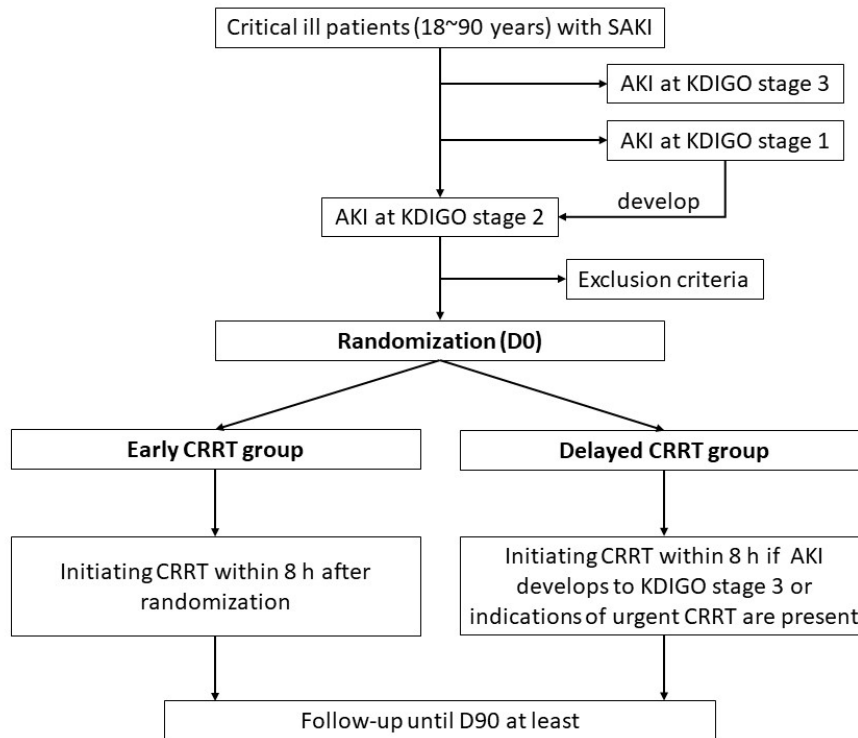 Critical ill patients (18~90 years) with SAKI
AKI at KDIGO stage 3
AKI at KDIGO stage 1
develop
AKI at KDIGO stage 2
Exclusion criteria
Randomization (D0)
Early CRRT group
Delayed CRRT group
Initiating CRRT within 8 h after
randomization
Initiating CRRT within 8 h if AKI
develops to KDIGO stage 3 or
indications of urgent CRRT are present
Follow-up until D90 at least